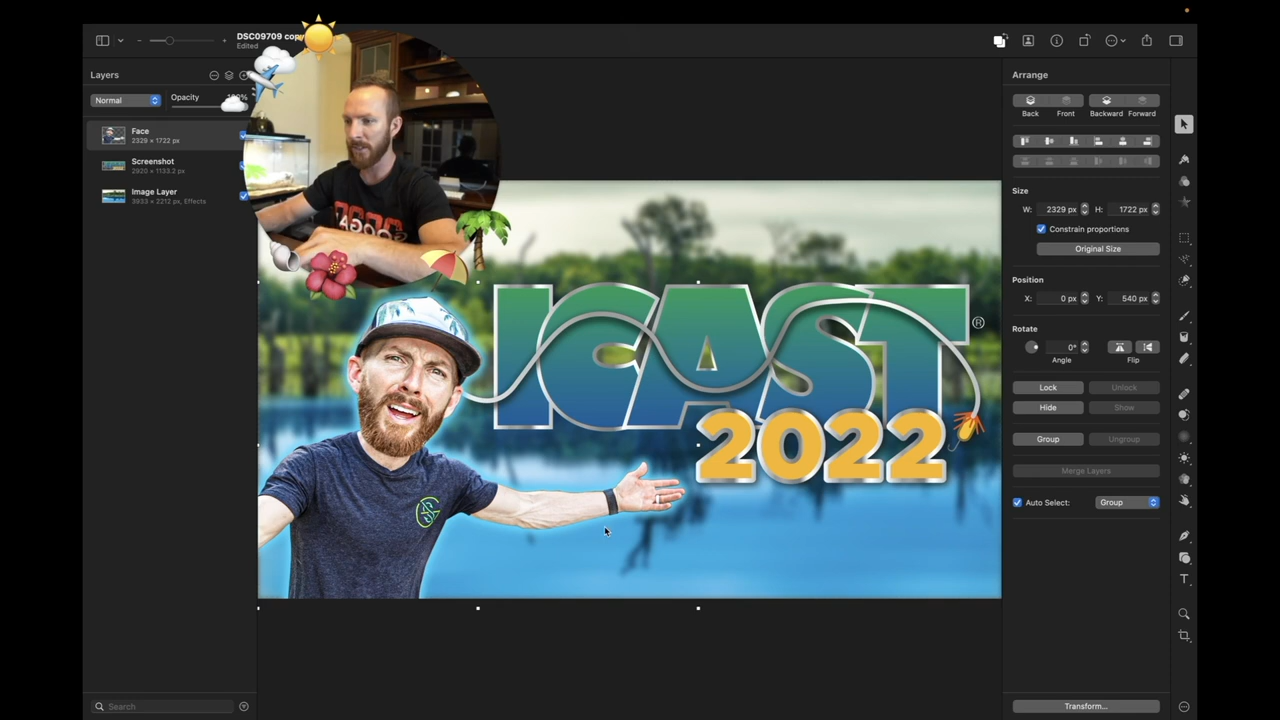 DSC09709 cop
Edited
Layers
Arrange
Normal
Opacity
Back
Front
Backward
Forward
Face
2329 × 1722 px
Screenshot
2920 × 1133.2 px
Image Layer
3933 × 2212 px, Effects
Size
W: 2329 px H: 1722 px
Constrain proportions
Original Size
Position
X: 0 px Y: 540 px
Rotate
0°
Angle
Flip
Lock
Unlock
Hide
Show
Group
Ungroup
Merge Layers
Auto Select: Group
ICAST ®
2022
T
Search
Transform...